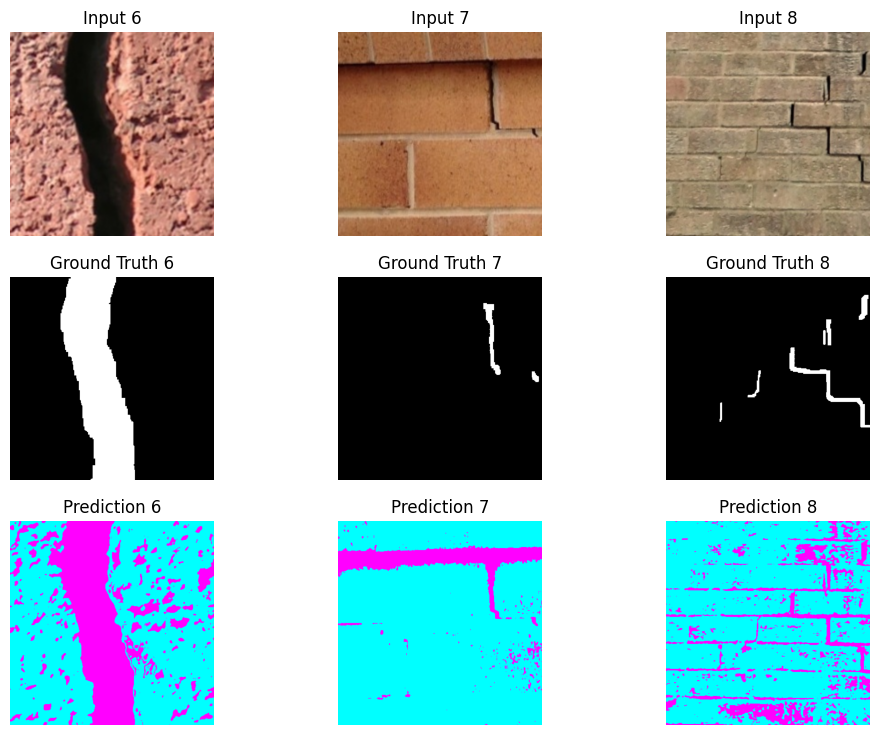 Input 6
Input 7
Input 8
Ground Truth 6
Ground Truth 7
Ground Truth 8
Prediction 6
Prediction 7
Prediction 8